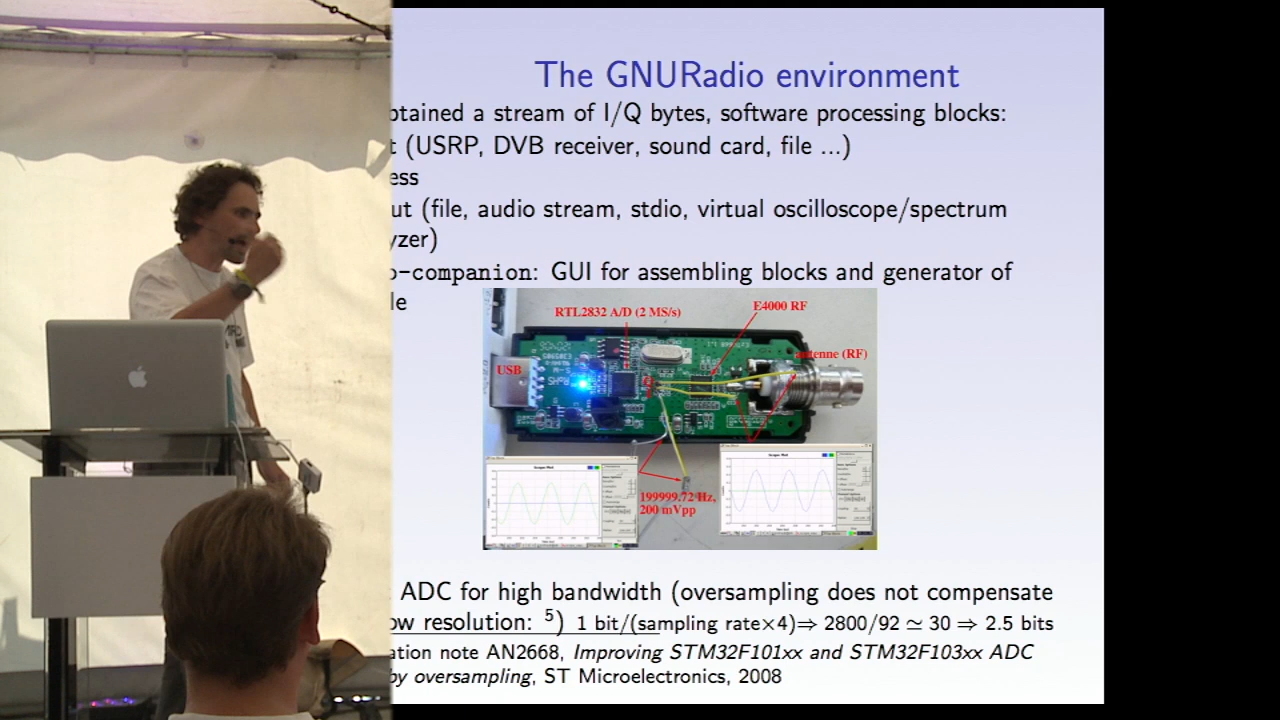 The GNURadio environment
btained a stream of I/Q bytes, software processing blocks:
t (USRP, DVB receiver, sound card, file ...)
ess
ut (file, audio stream, stdio, virtual oscilloscope/spectrum
yzer)
o-companion: GUI for assembling blocks and generator of
le
RTL2832 A/D (2 MS/s)
E4000 RF
antenne (RF)
USB
199999.72 Hz,
200 mVpp
ADC for high bandwidth (oversampling does not compensate
ow resolution: 5) 1 bit/(sampling rate×4)⇒ 2800/92 ≃ 30 ⇒ 2.5 bits
ation note AN2668, Improving STM32F101xx and STM32F103xx ADC
by oversampling, ST Microelectronics, 2008